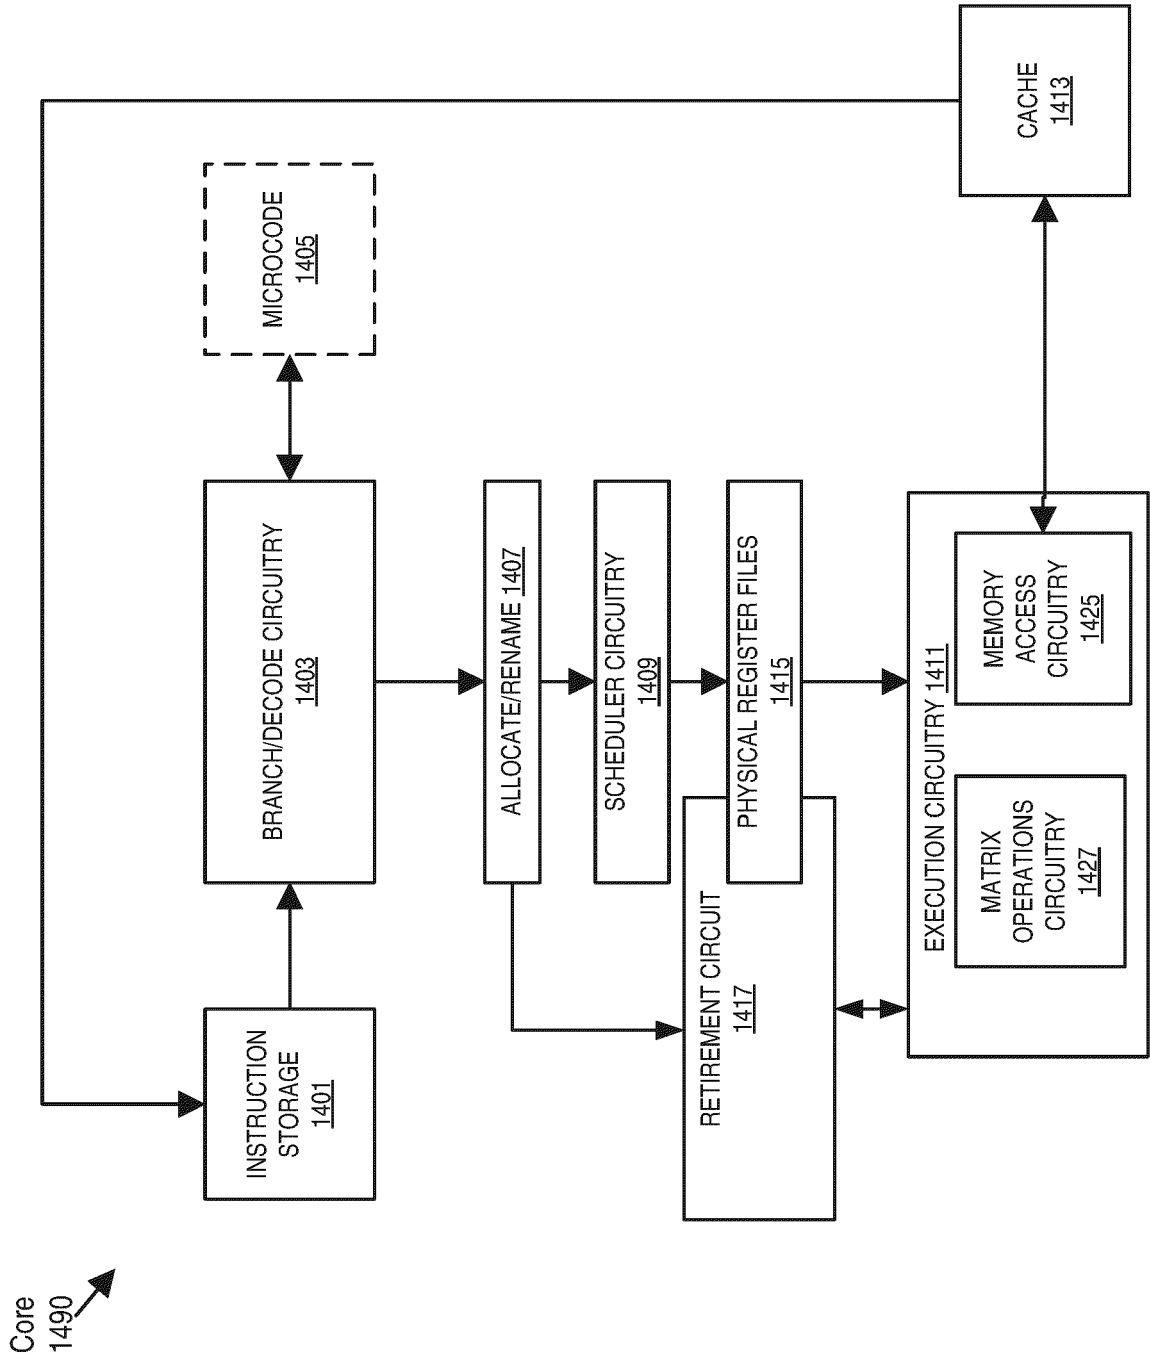 Core
1490
INSTRUCTION
STORAGE
1401
BRANCH/DECODE CIRCUITRY
1403
MICROCODE
1405
ALLOCATE/RENAME 1407
SCHEDULER CIRCUITRY
1409
RETIREMENT CIRCUIT
1417
PHYSICAL REGISTER FILES
1415
EXECUTION CIRCUITRY 1411
MATRIX
OPERATIONS
CIRCUITRY
1427
MEMORY
ACCESS
CIRCUITRY
1425
CACHE
1413